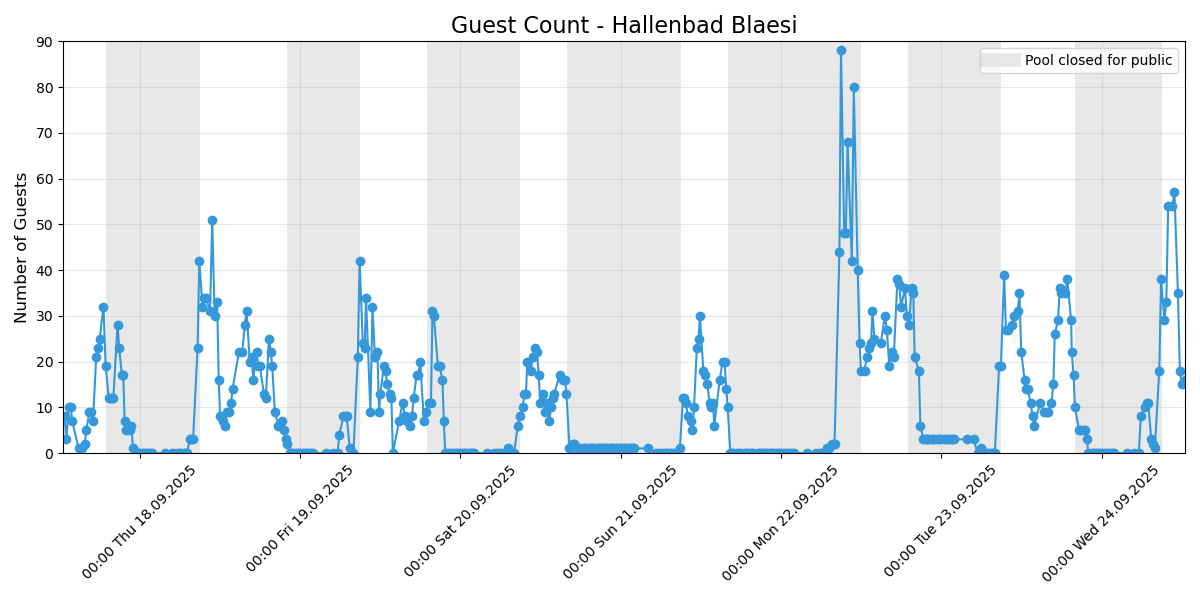 Guest Count - Hallenbad Blaesi
Pool closed for public
Number of Guests
90
80
70
60
50
40
30
20
10
0
00:00 Thu 18.09.2025
00:00 Fri 19.09.2025
00:00 Sat 20.09.2025
00:00 Sun 21.09.2025
00:00 Mon 22.09.2025
00:00 Tue 23.09.2025
00:00 Wed 24.09.2025